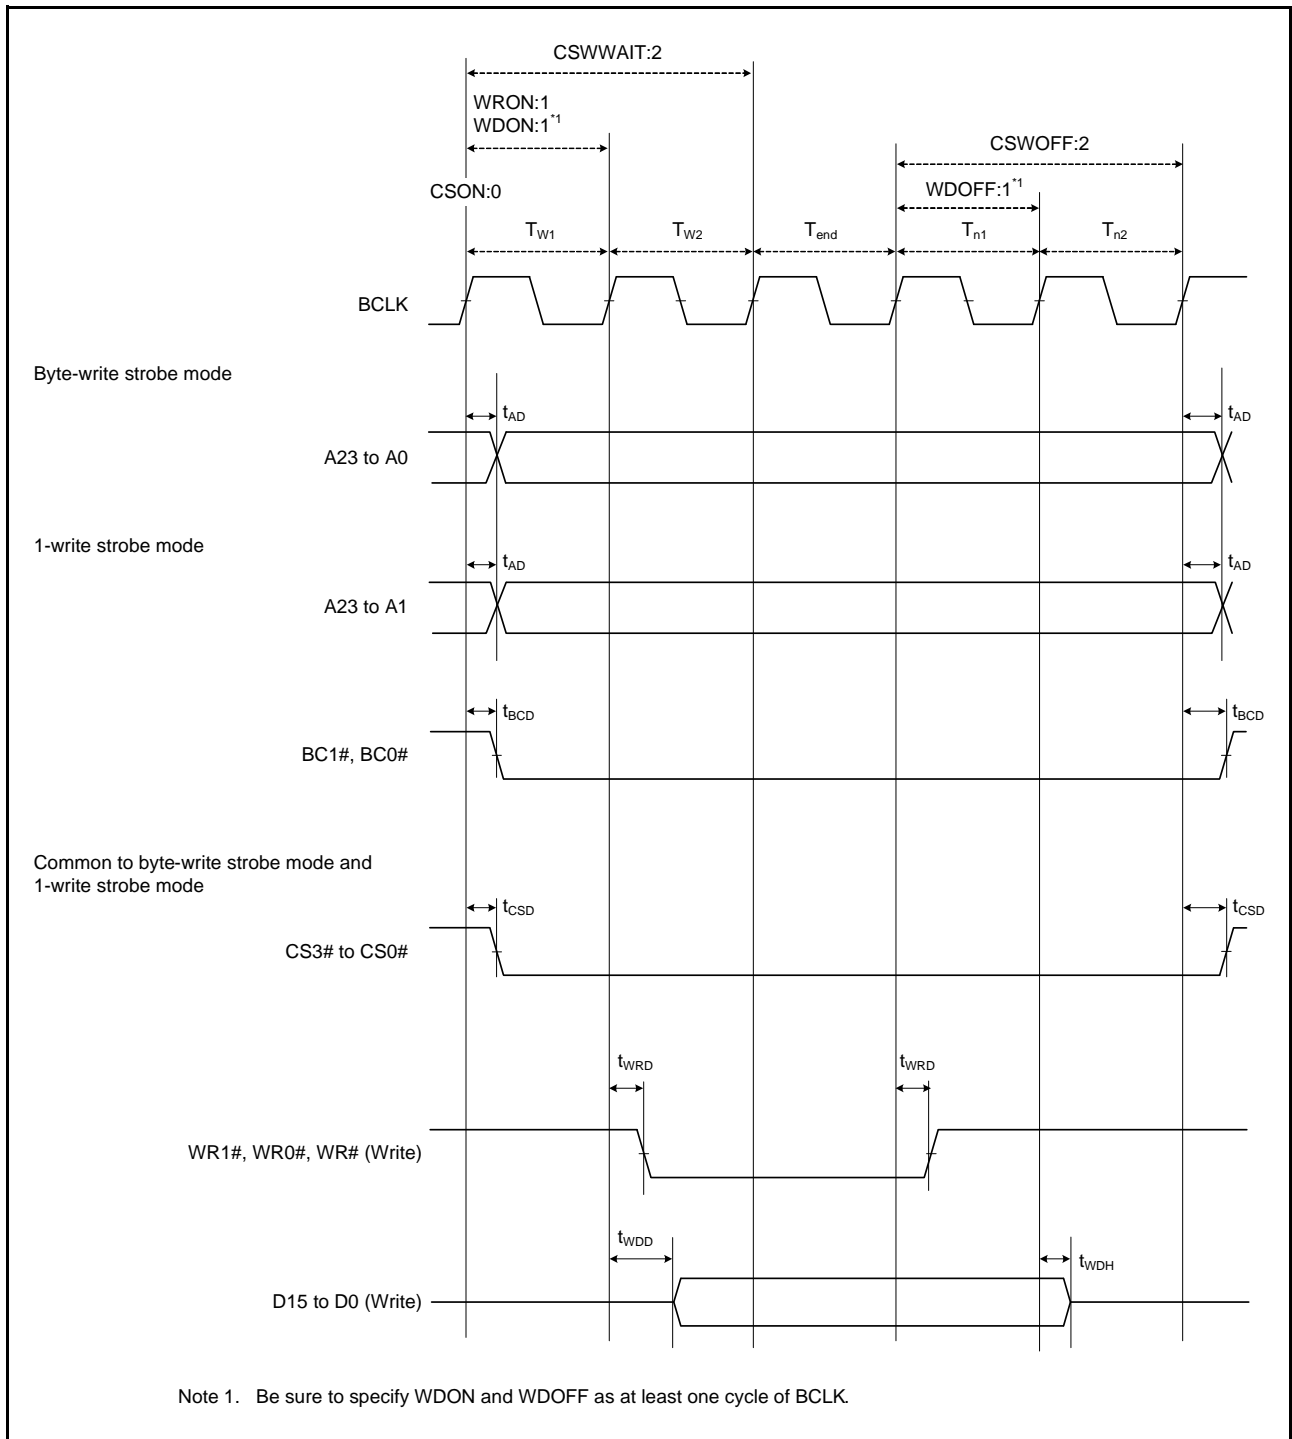 CSWWAIT:2
WRON:1
WDON:1*1
CSWOFF:2
WDOFF:1*1
CSON:0
TW1
TW2
Tend
Tn1
Tn2
BCLK
Byte-write strobe mode
tAD
tAD
A23 to A0
1-write strobe mode
tAD
tAD
A23 to A1
tBCD
tBCD
BC1#, BC0#
Common to byte-write strobe mode and
1-write strobe mode
tCSD
tCSD
CS3# to CS0#
tWRD
tWRD
WR1#, WR0#, WR# (Write)
tWDD
tWDH
D15 to D0 (Write)
Note 1. Be sure to specify WDON and WDOFF as at least one cycle of BCLK.